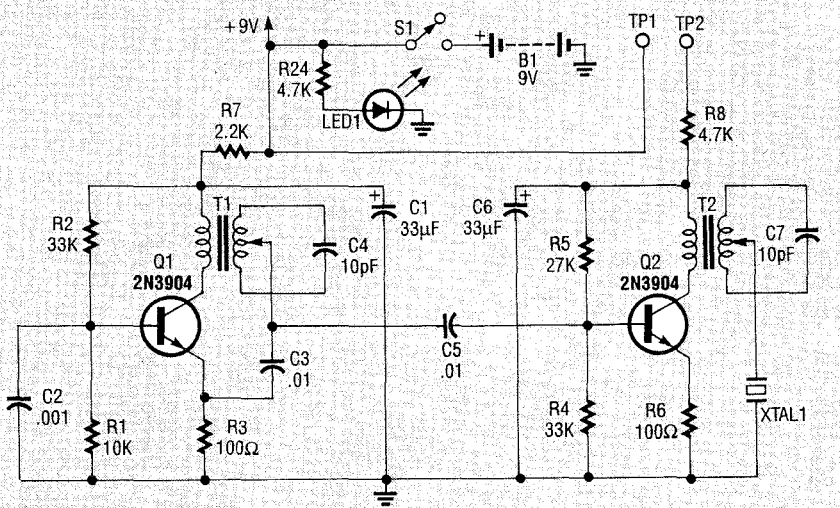 +9V
S1
TP1 TP2
+
B1
9V
R24
4.7K
LED1
R7
2.2K
R8
4.7K
R2
33K
T1
+
C1
33µF
C6
33µF
+
T2
C4
10pF
R5
27K
C7
10pF
Q1
2N3904
Q2
2N3904
C3
.01
C5
.01
C2
.001
R1
10K
R3
100Ω
R4
33K
R6
100Ω
XTAL1